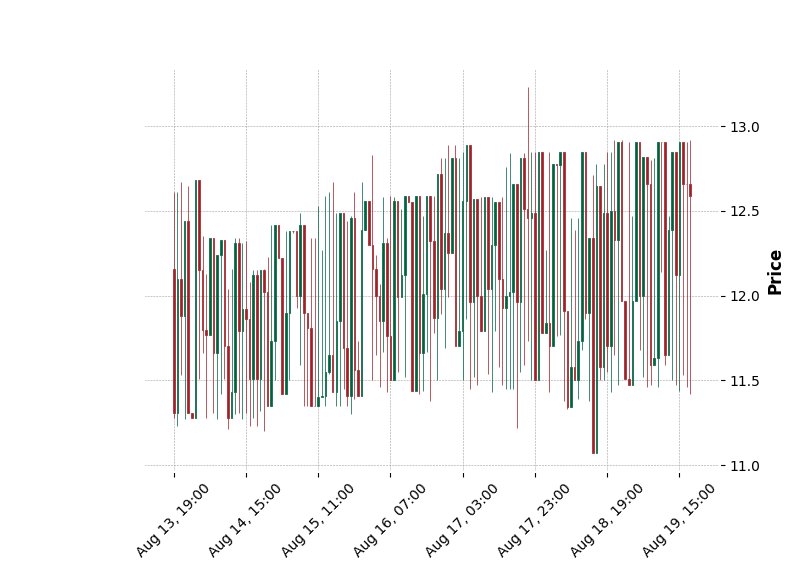 13.0
12.5
12.0
11.5
11.0
Price
Aug 13, 19:00
Aug 14, 15:00
Aug 15, 11:00
Aug 16, 07:00
Aug 17, 03:00
Aug 17, 23:00
Aug 18, 19:00
Aug 19, 15:00